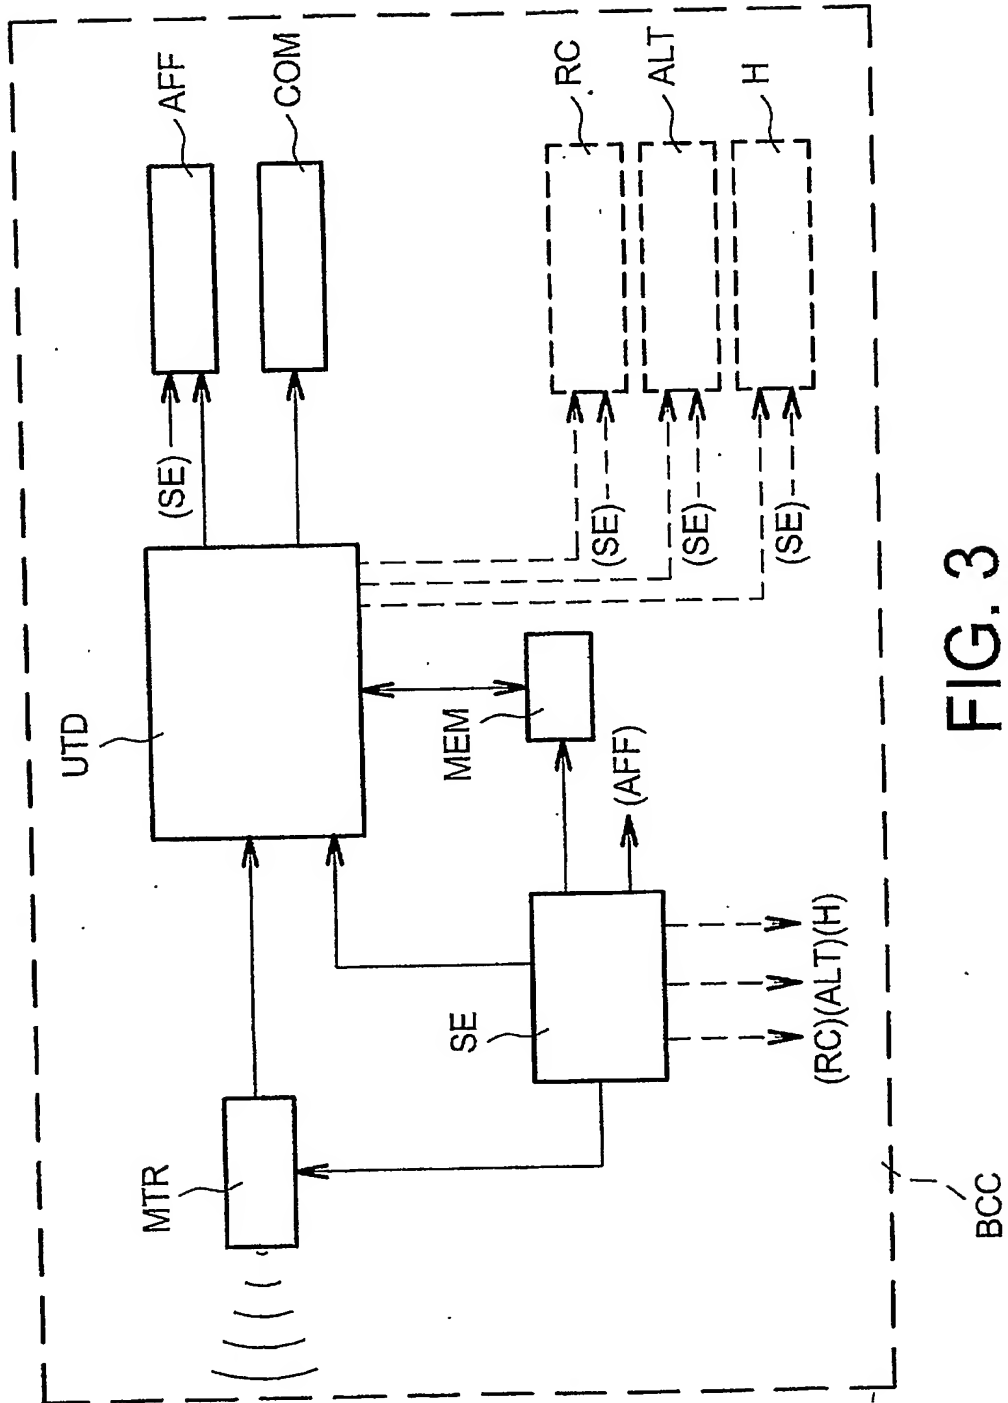 AFF
COM
RC
ALT
H
(SE)
(SE)
(SE)
(SE)
UTD
MEM
(AFF)
SE
(RC)(ALT)(H)
MTR
BCC
FIG. 3